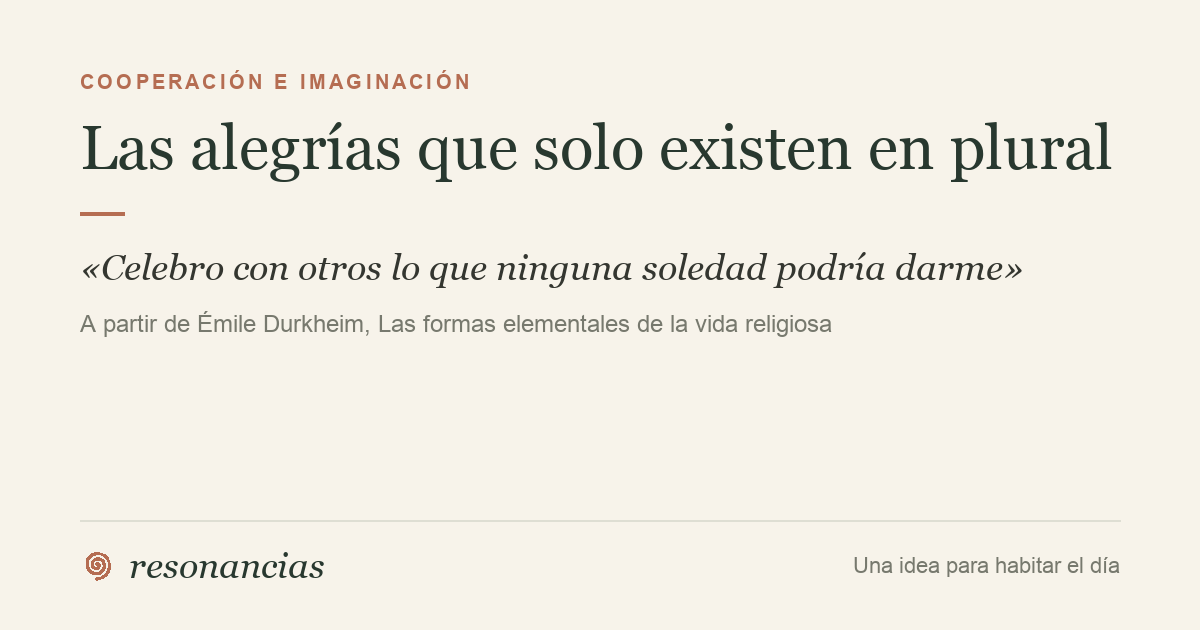 COOPERACIÓN E IMAGINACIÓN
Las alegrías que solo existen en plural
«Celebro con otros lo que ninguna soledad podría darme»
A partir de Émile Durkheim, Las formas elementales de la vida religiosa
resonancias
Una idea para habitar el día